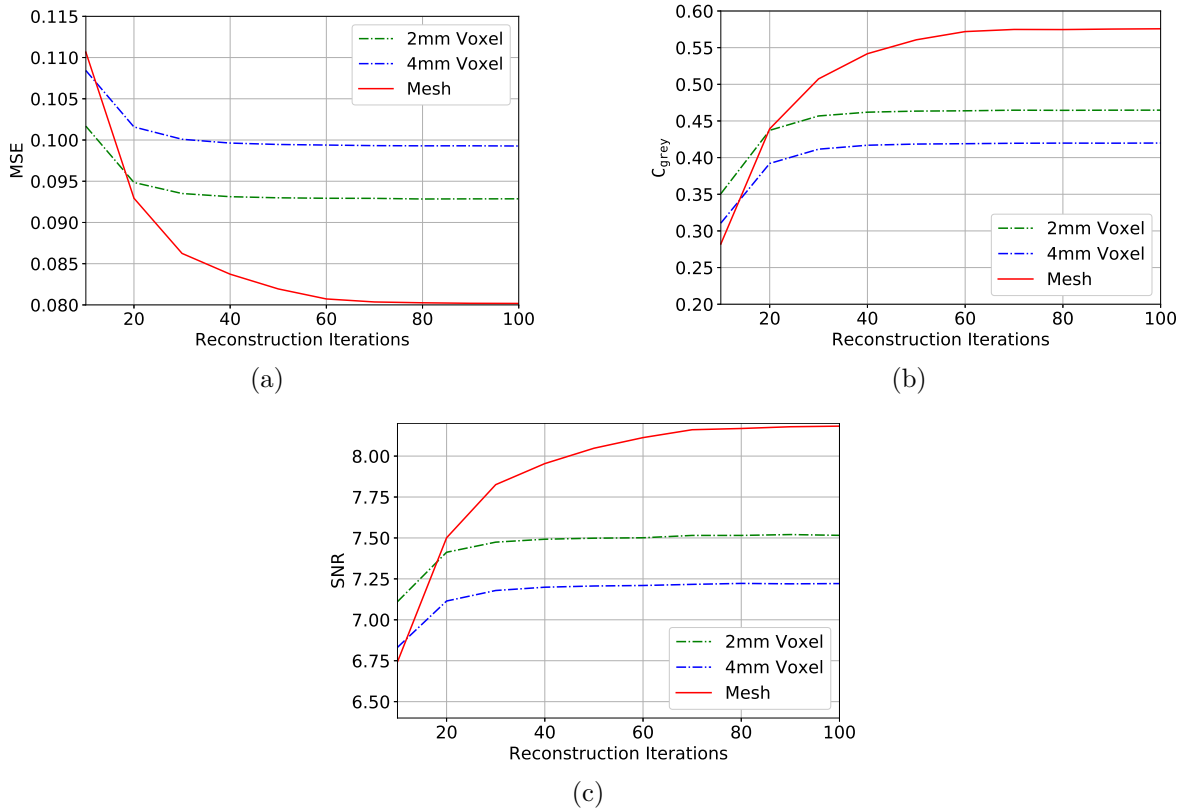 0.115
0.110
0.105
0.100
0.095
0.090
0.085
0.080
MSE
2mm Voxel
4mm Voxel
Mesh
20 40 60 80 100
Reconstruction Iterations
(a)
0.60
0.55
0.50
0.45
0.40
0.35
0.30
0.25
0.20
C_grey
2mm Voxel
4mm Voxel
Mesh
20 40 60 80 100
Reconstruction Iterations
(b)
8.00
7.75
7.50
7.25
7.00
6.75
6.50
SNR
2mm Voxel
4mm Voxel
Mesh
20 40 60 80 100
Reconstruction Iterations
(c)